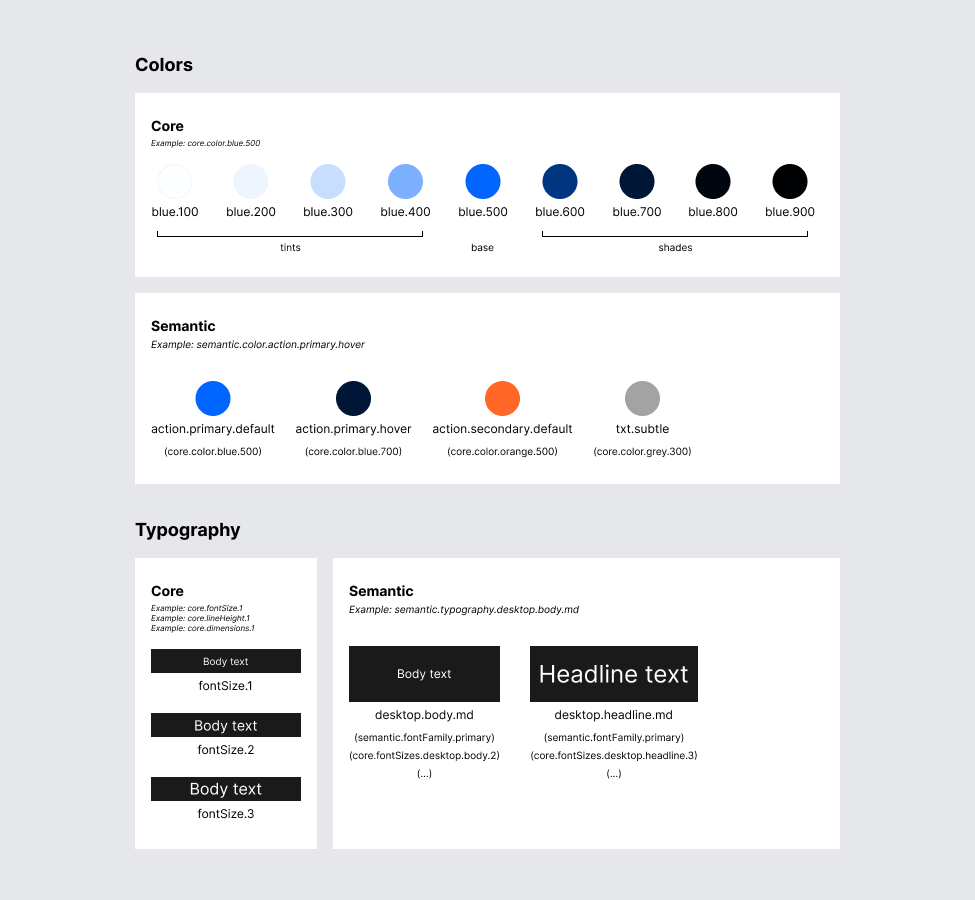 Colors
Core
Example: core.color.blue.500
blue.100 blue.200 blue.300 blue.400 blue.500 blue.600 blue.700 blue.800 blue.900
tints base shades
Semantic
Example: semantic.color.action.primary.hover
action.primary.default action.primary.hover action.secondary.default txt.subtle
(core.color.blue.500) (core.color.blue.700) (core.color.orange.500) (core.color.grey.300)
Typography
Core
Example: core.fontSize.1
Example: core.lineHeight.1
Example: core.dimensions.1
Body text
fontSize.1
Body text
fontSize.2
Body text
fontSize.3
Semantic
Example: semantic.typography.desktop.body.md
Body text Headline text
desktop.body.md desktop.headline.md
(semantic.fontFamily.primary) (semantic.fontFamily.primary)
(core.fontSizes.desktop.body.2) (core.fontSizes.desktop.headline.3)
(...) (...)